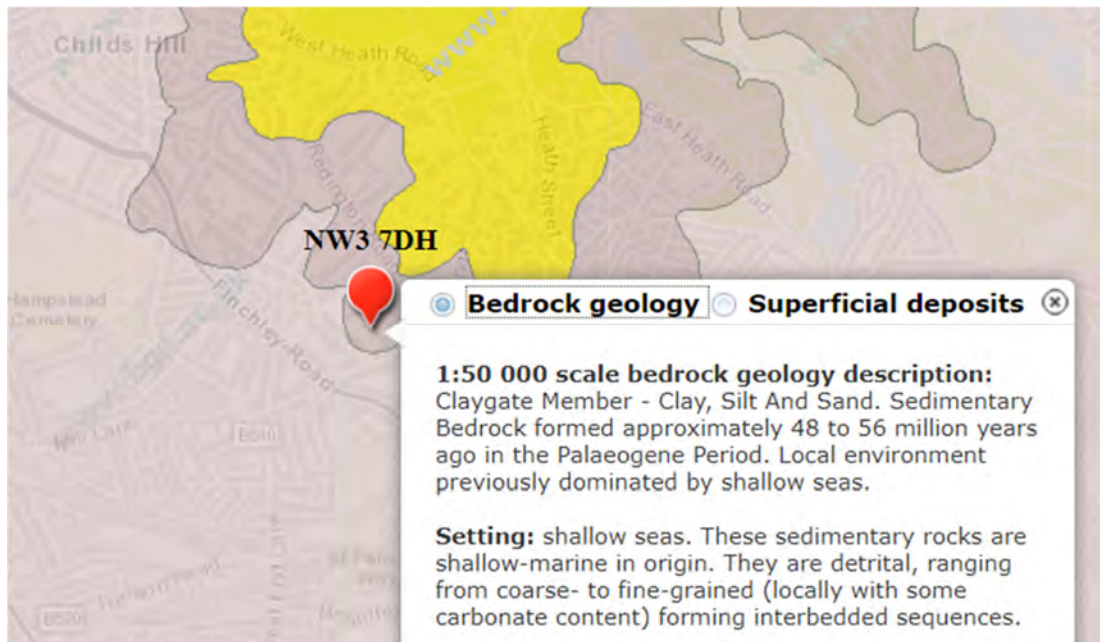 Childs Hill
West Heath Road
www.
East Heath Road
Heath Sheet
Redington
NW3 7DH
Hampstead
Cemetery
Finchley Road
Bedrock geology Superficial deposits
1:50 000 scale bedrock geology description:
Claygate Member - Clay, Silt And Sand. Sedimentary
Bedrock formed approximately 48 to 56 million years
ago in the Palaeogene Period. Local environment
previously dominated by shallow seas.
Setting: shallow seas. These sedimentary rocks are
shallow-marine in origin. They are detrital, ranging
from coarse- to fine-grained (locally with some
carbonate content) forming interbedded sequences.